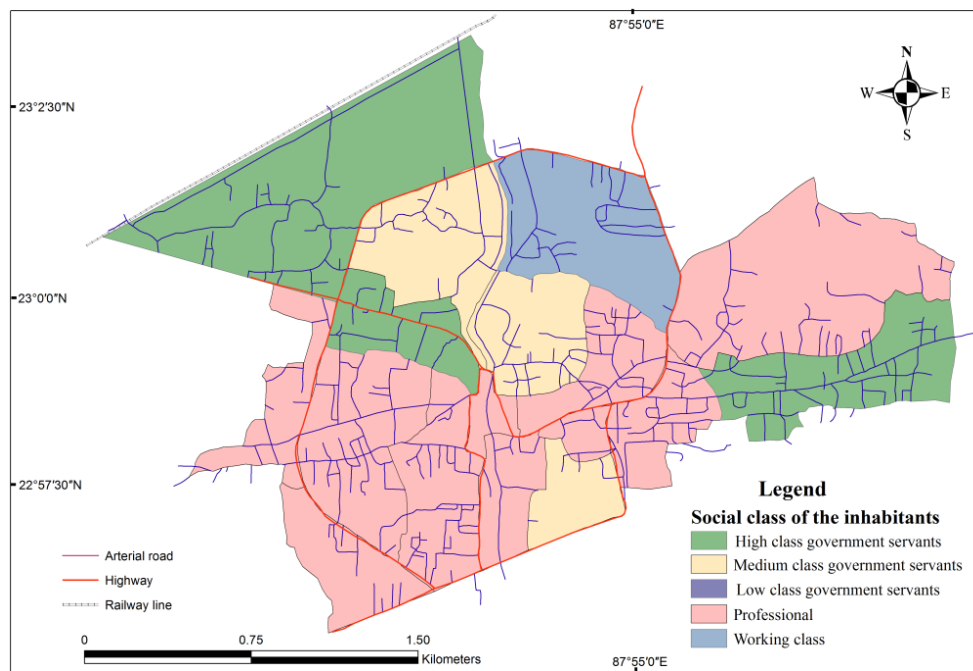 87°55'0"E
23°2'30"N
N
W E
S
23°0'0"N
22°57'30"N
Legend
Social class of the inhabitants
High class government servants
Medium class government servants
Low class government servants
Professional
Working class
Arterial road
Highway
Railway line
0 0.75 1.50
Kilometers
87°55'0"E